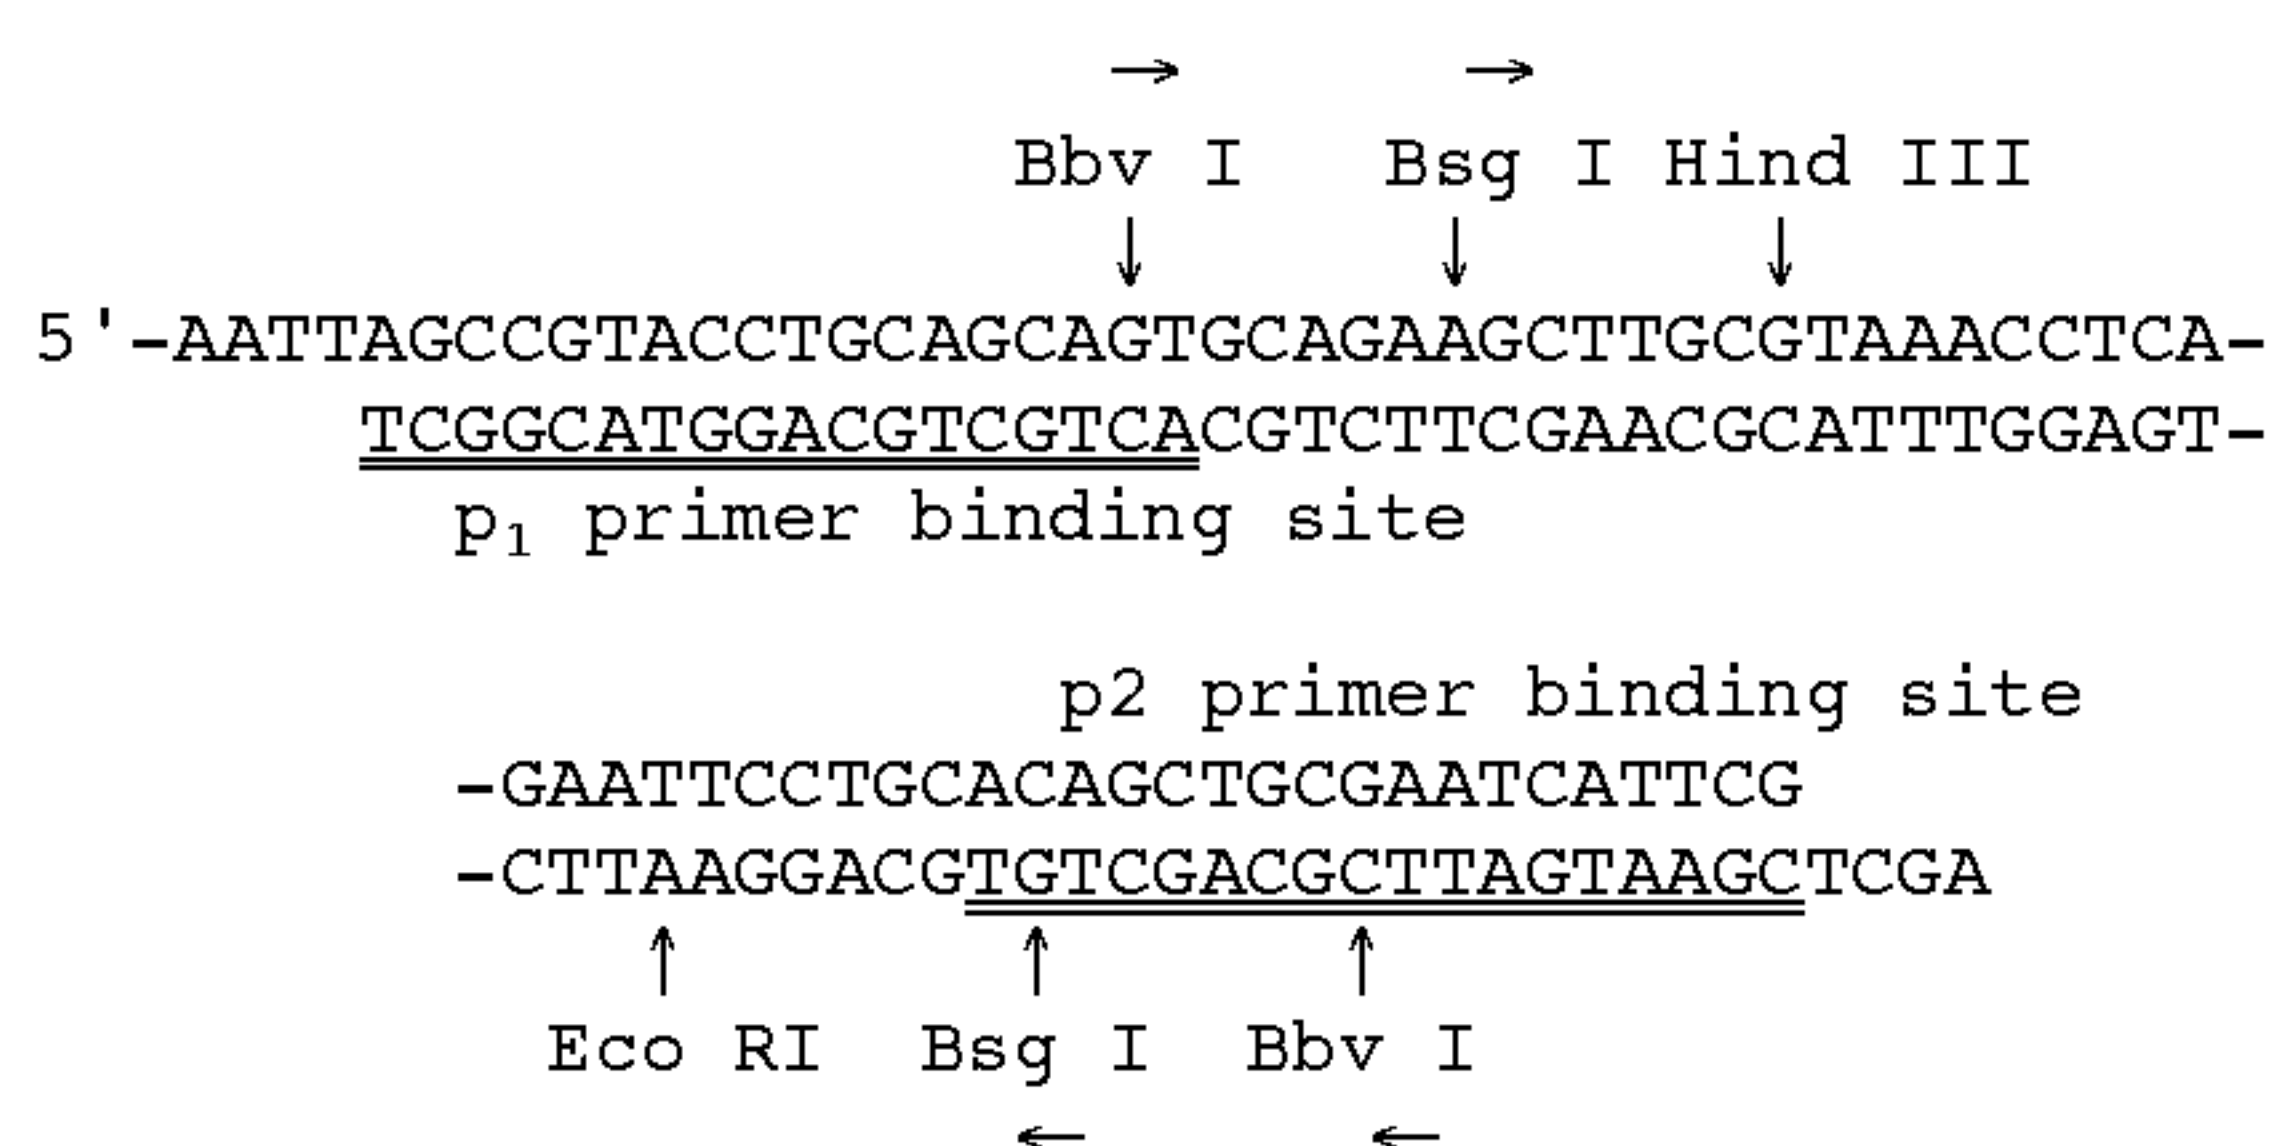 Bbv I Bsg I Hind III
5'-AATTAGCCGTACCTGCAGCAGTGCAGAAGCTTGCGTAAACCTCA-
TCGGCATGGACGTCGTCACGTCTTCGAACGCATTTGGAGT-
p₁ primer binding site
p2 primer binding site
-GAATTCCTGCACAGCTGCGAATCATTCG
-CTTAAGGACGTGTCGACGCTTAGTAAGCTCGA
Eco RI Bsg I Bbv I